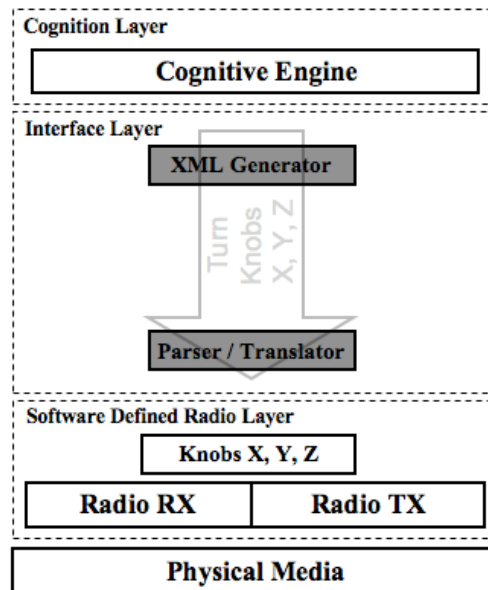 Cognition Layer
Cognitive Engine
Interface Layer
XML Generator
Turn
Knobs
X, Y, Z
Parser / Translator
Software Defined Radio Layer
Knobs X, Y, Z
Radio RX
Radio TX
Physical Media